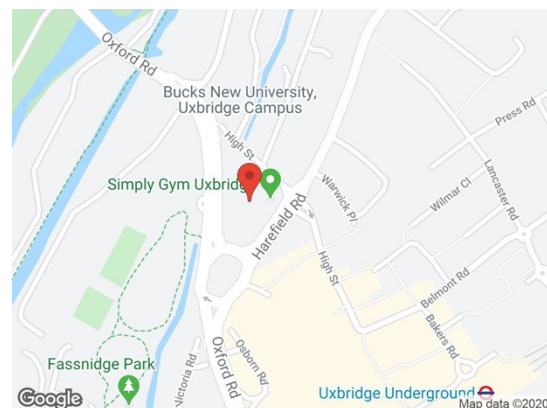 Oxford Rd
Bucks New University,
Uxbridge Campus
High St
Press Rd
Simply Gym Uxbridge
Harefield Rd
Warwick Pl
Wilmar Cl
Lancaster Rd
High St
Belmont Rd
Bakers Rd
Osborn Rd
Victoria Rd
Oxford Rd
Fassnidge Park
Uxbridge Underground
Google
Map data ©2020